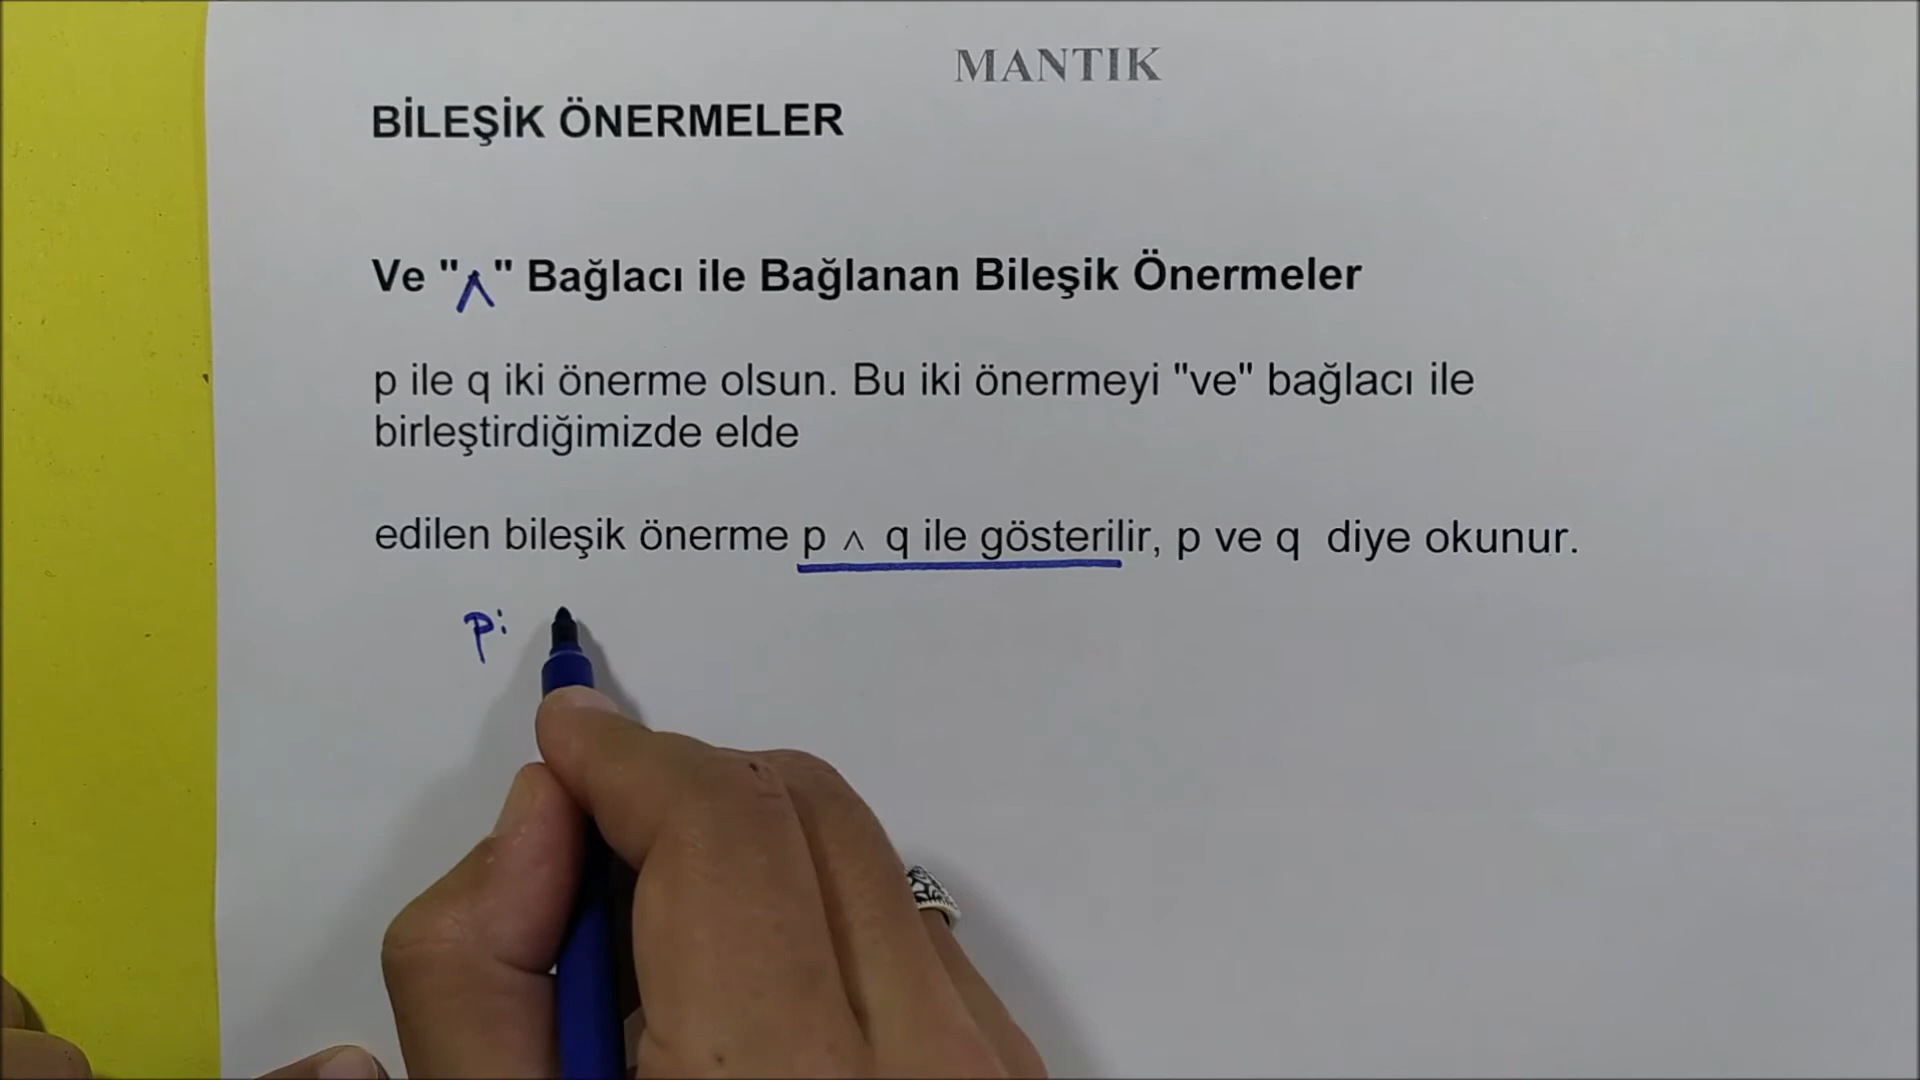 MANTIK
BİLEŞİK ÖNERMELER
Ve "∧" Bağlacı ile Bağlanan Bileşik Önermeler
p ile q iki önerme olsun. Bu iki önermeyi "ve" bağlacı ile
birleştirdiğimizde elde
edilen bileşik önerme p ∧ q ile gösterilir, p ve q diye okunur.
p: